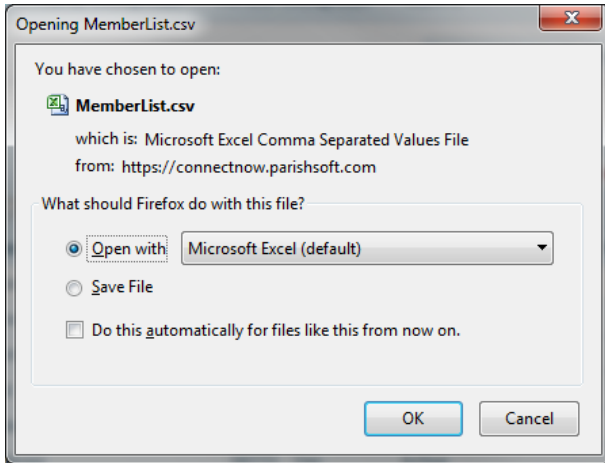 Opening MemberList.csv
You have chosen to open:
MemberList.csv
which is: Microsoft Excel Comma Separated Values File
from: https://connectnow.parishsoft.com
What should Firefox do with this file?
Open with Microsoft Excel (default)
Save File
Do this automatically for files like this from now on.
OK Cancel